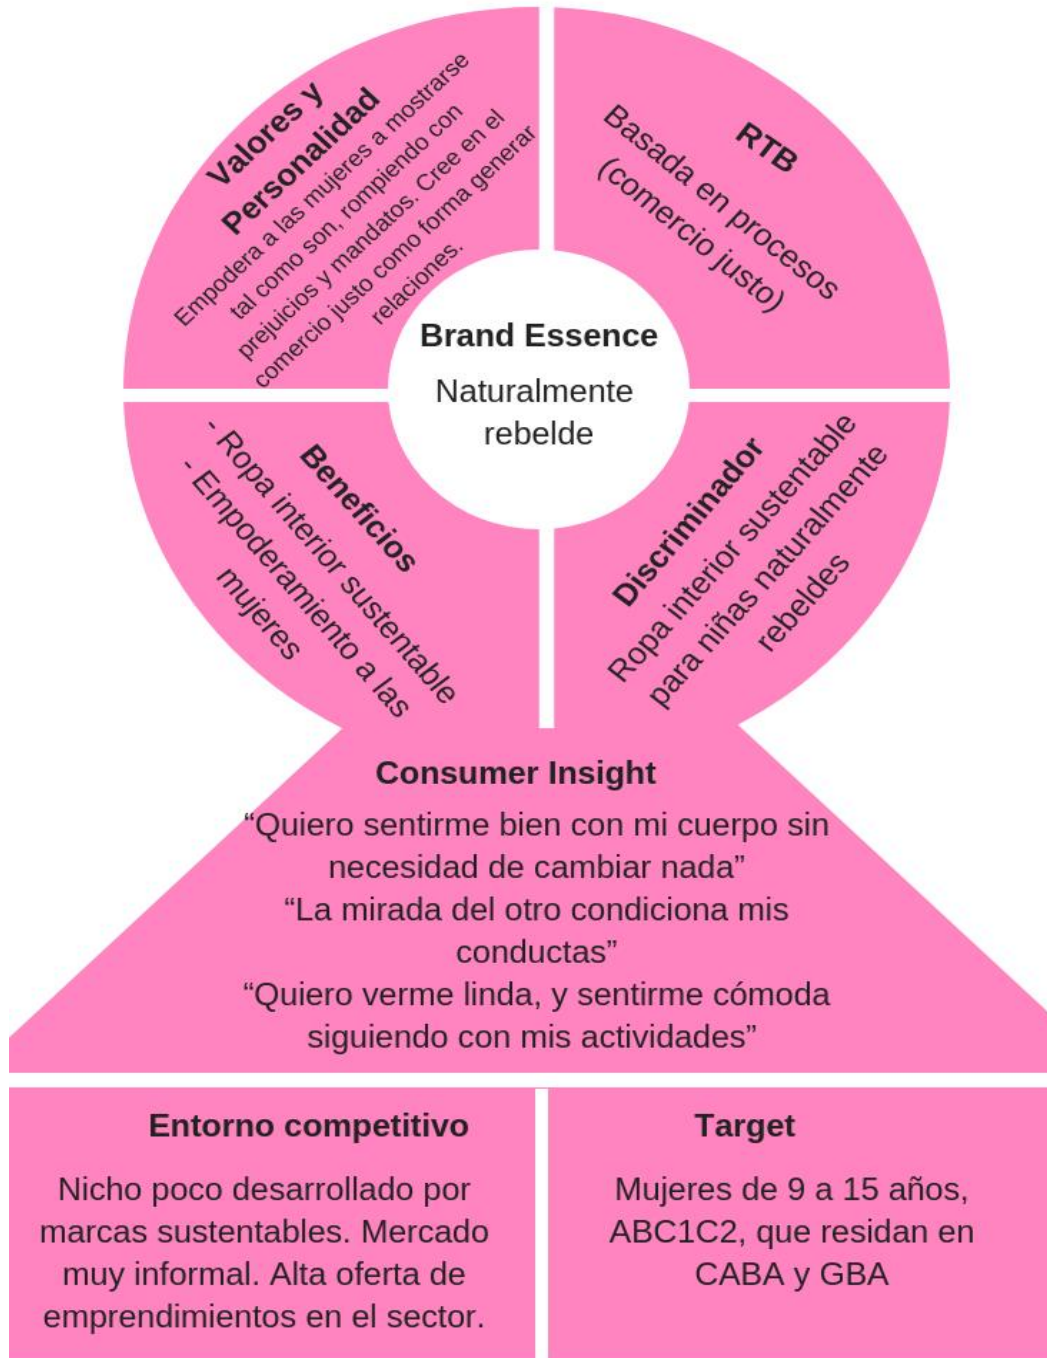 Valores y
Personalidad
Empodera a las mujeres a mostrarse
tal como son, rompiendo con
prejuicios y mandatos. Cree en el
comercio justo como forma generar
relaciones.
RTB
Basada en procesos
(comercio justo)
Brand Essence
Naturalmente
rebelde
Beneficios
- Ropa interior sustentable
- Empoderamiento a las
mujeres
Discriminador
Ropa interior sustentable
para niñas naturalmente
rebeldes
Consumer Insight
“Quiero sentirme bien con mi cuerpo sin
necesidad de cambiar nada”
“La mirada del otro condiciona mis
conductas”
“Quiero verme linda, y sentirme cómoda
siguiendo con mis actividades”
Entorno competitivo
Nicho poco desarrollado por
marcas sustentables. Mercado
muy informal. Alta oferta de
emprendimientos en el sector.
Target
Mujeres de 9 a 15 años,
ABC1C2, que residan en
CABA y GBA